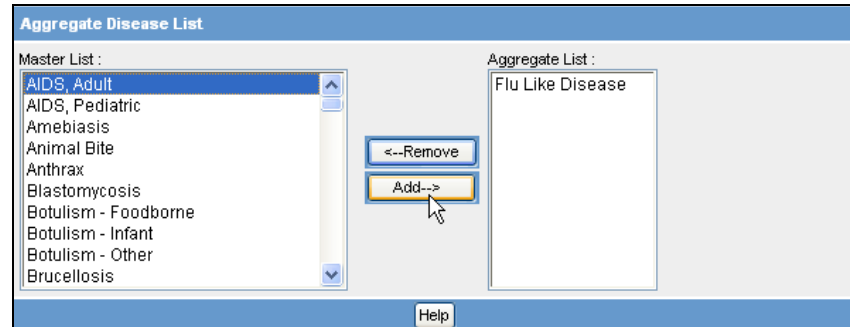 Aggregate Disease List
Master List :
AIDS, Adult
AIDS, Pediatric
Amebiasis
Animal Bite
Anthrax
Blastomycosis
Botulism - Foodborne
Botulism - Infant
Botulism - Other
Brucellosis
<--Remove
Add-->
Aggregate List :
Flu Like Disease
Help